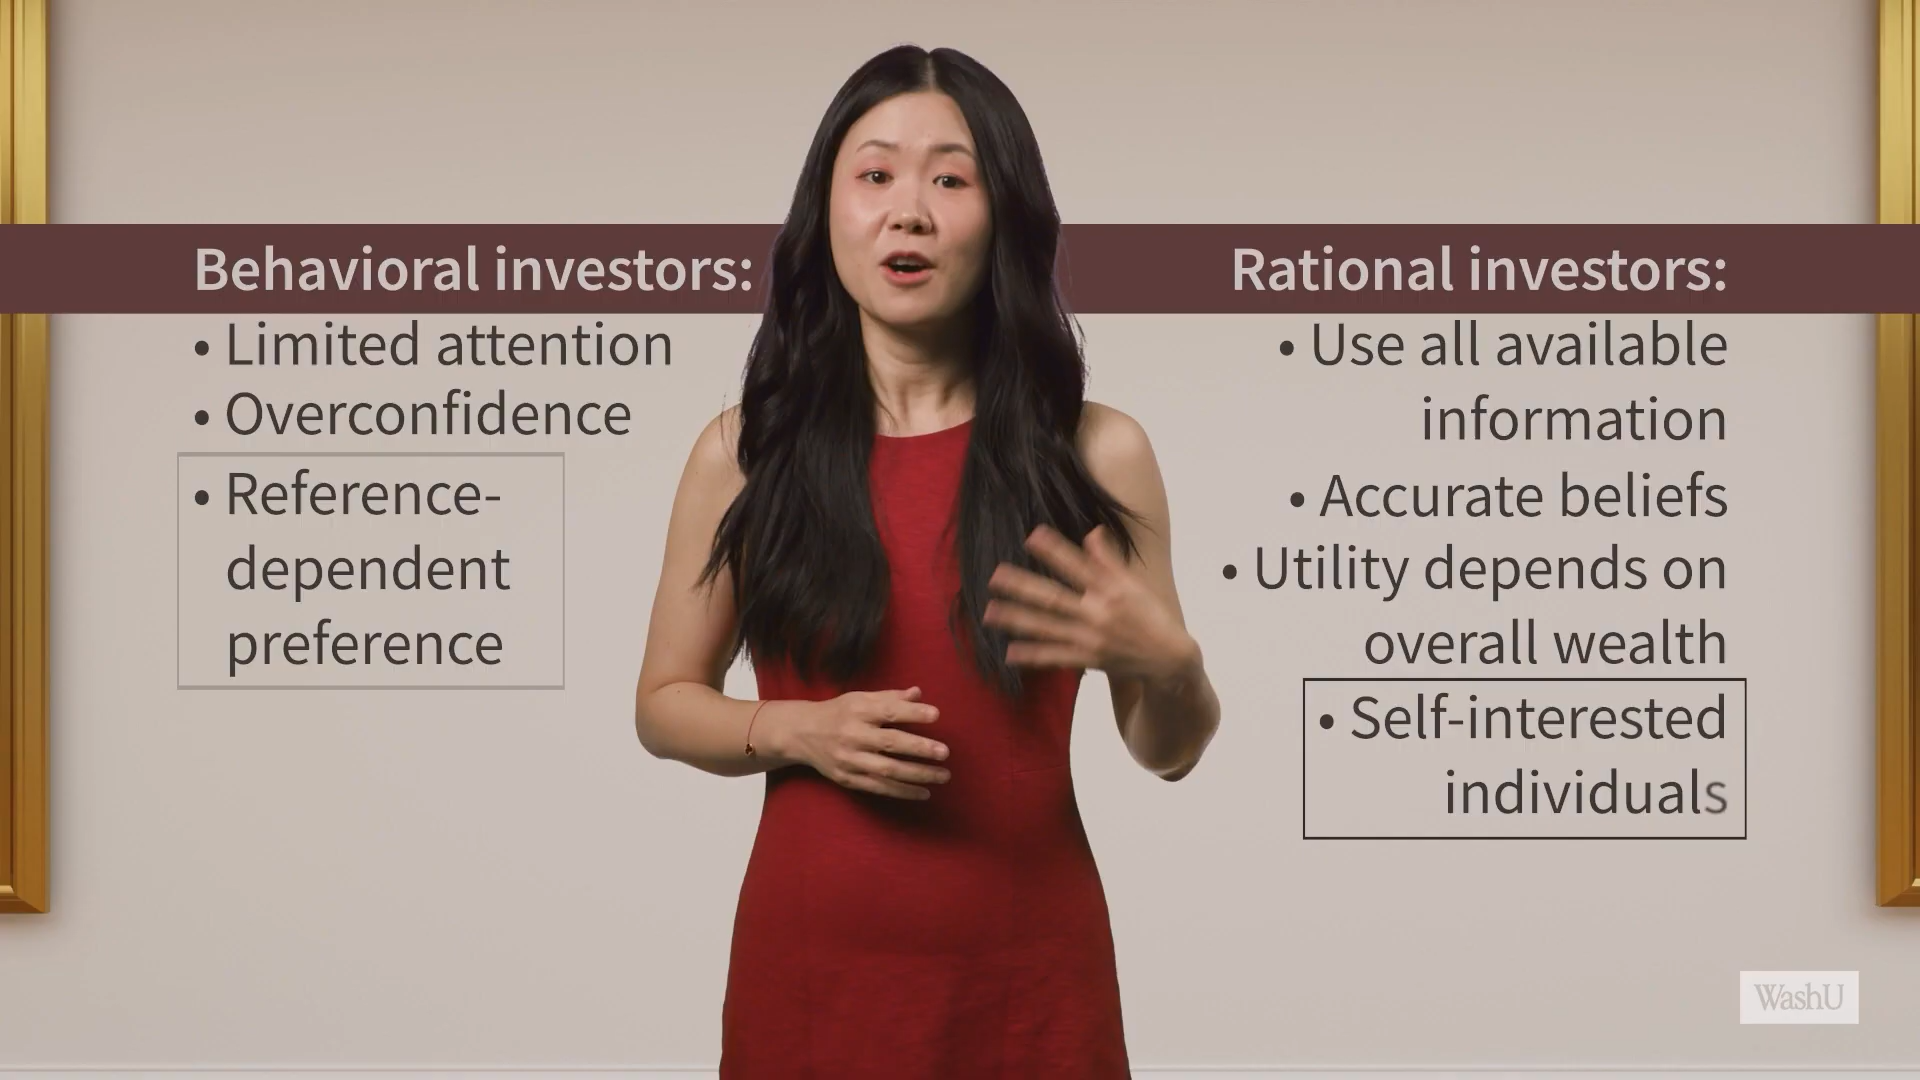 Behavioral investors:
• Limited attention
• Overconfidence
• Reference-
dependent
preference
Rational investors:
• Use all available
information
• Accurate beliefs
• Utility depends on
overall wealth
• Self-interested
individuals
WashU